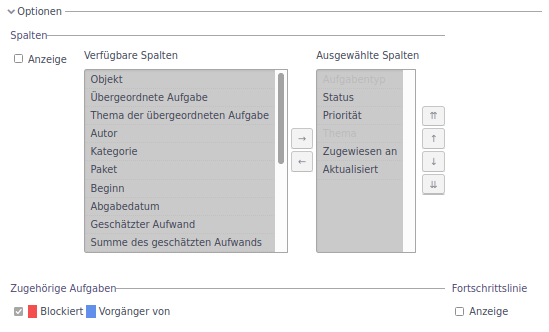 Optionen
Spalten
Anzeige
Verfügbare Spalten
Objekt
Übergeordnete Aufgabe
Thema der übergeordneten Aufgabe
Autor
Kategorie
Paket
Beginn
Abgabedatum
Geschätzter Aufwand
Summe des geschätzten Aufwands
→
←
Ausgewählte Spalten
Aufgabentyp
Status
Priorität
Thema
Zugewiesen an
Aktualisiert
⇈
↑
↓
⇊
Zugehörige Aufgaben
Blockiert Vorgänger von
Fortschrittslinie
Anzeige